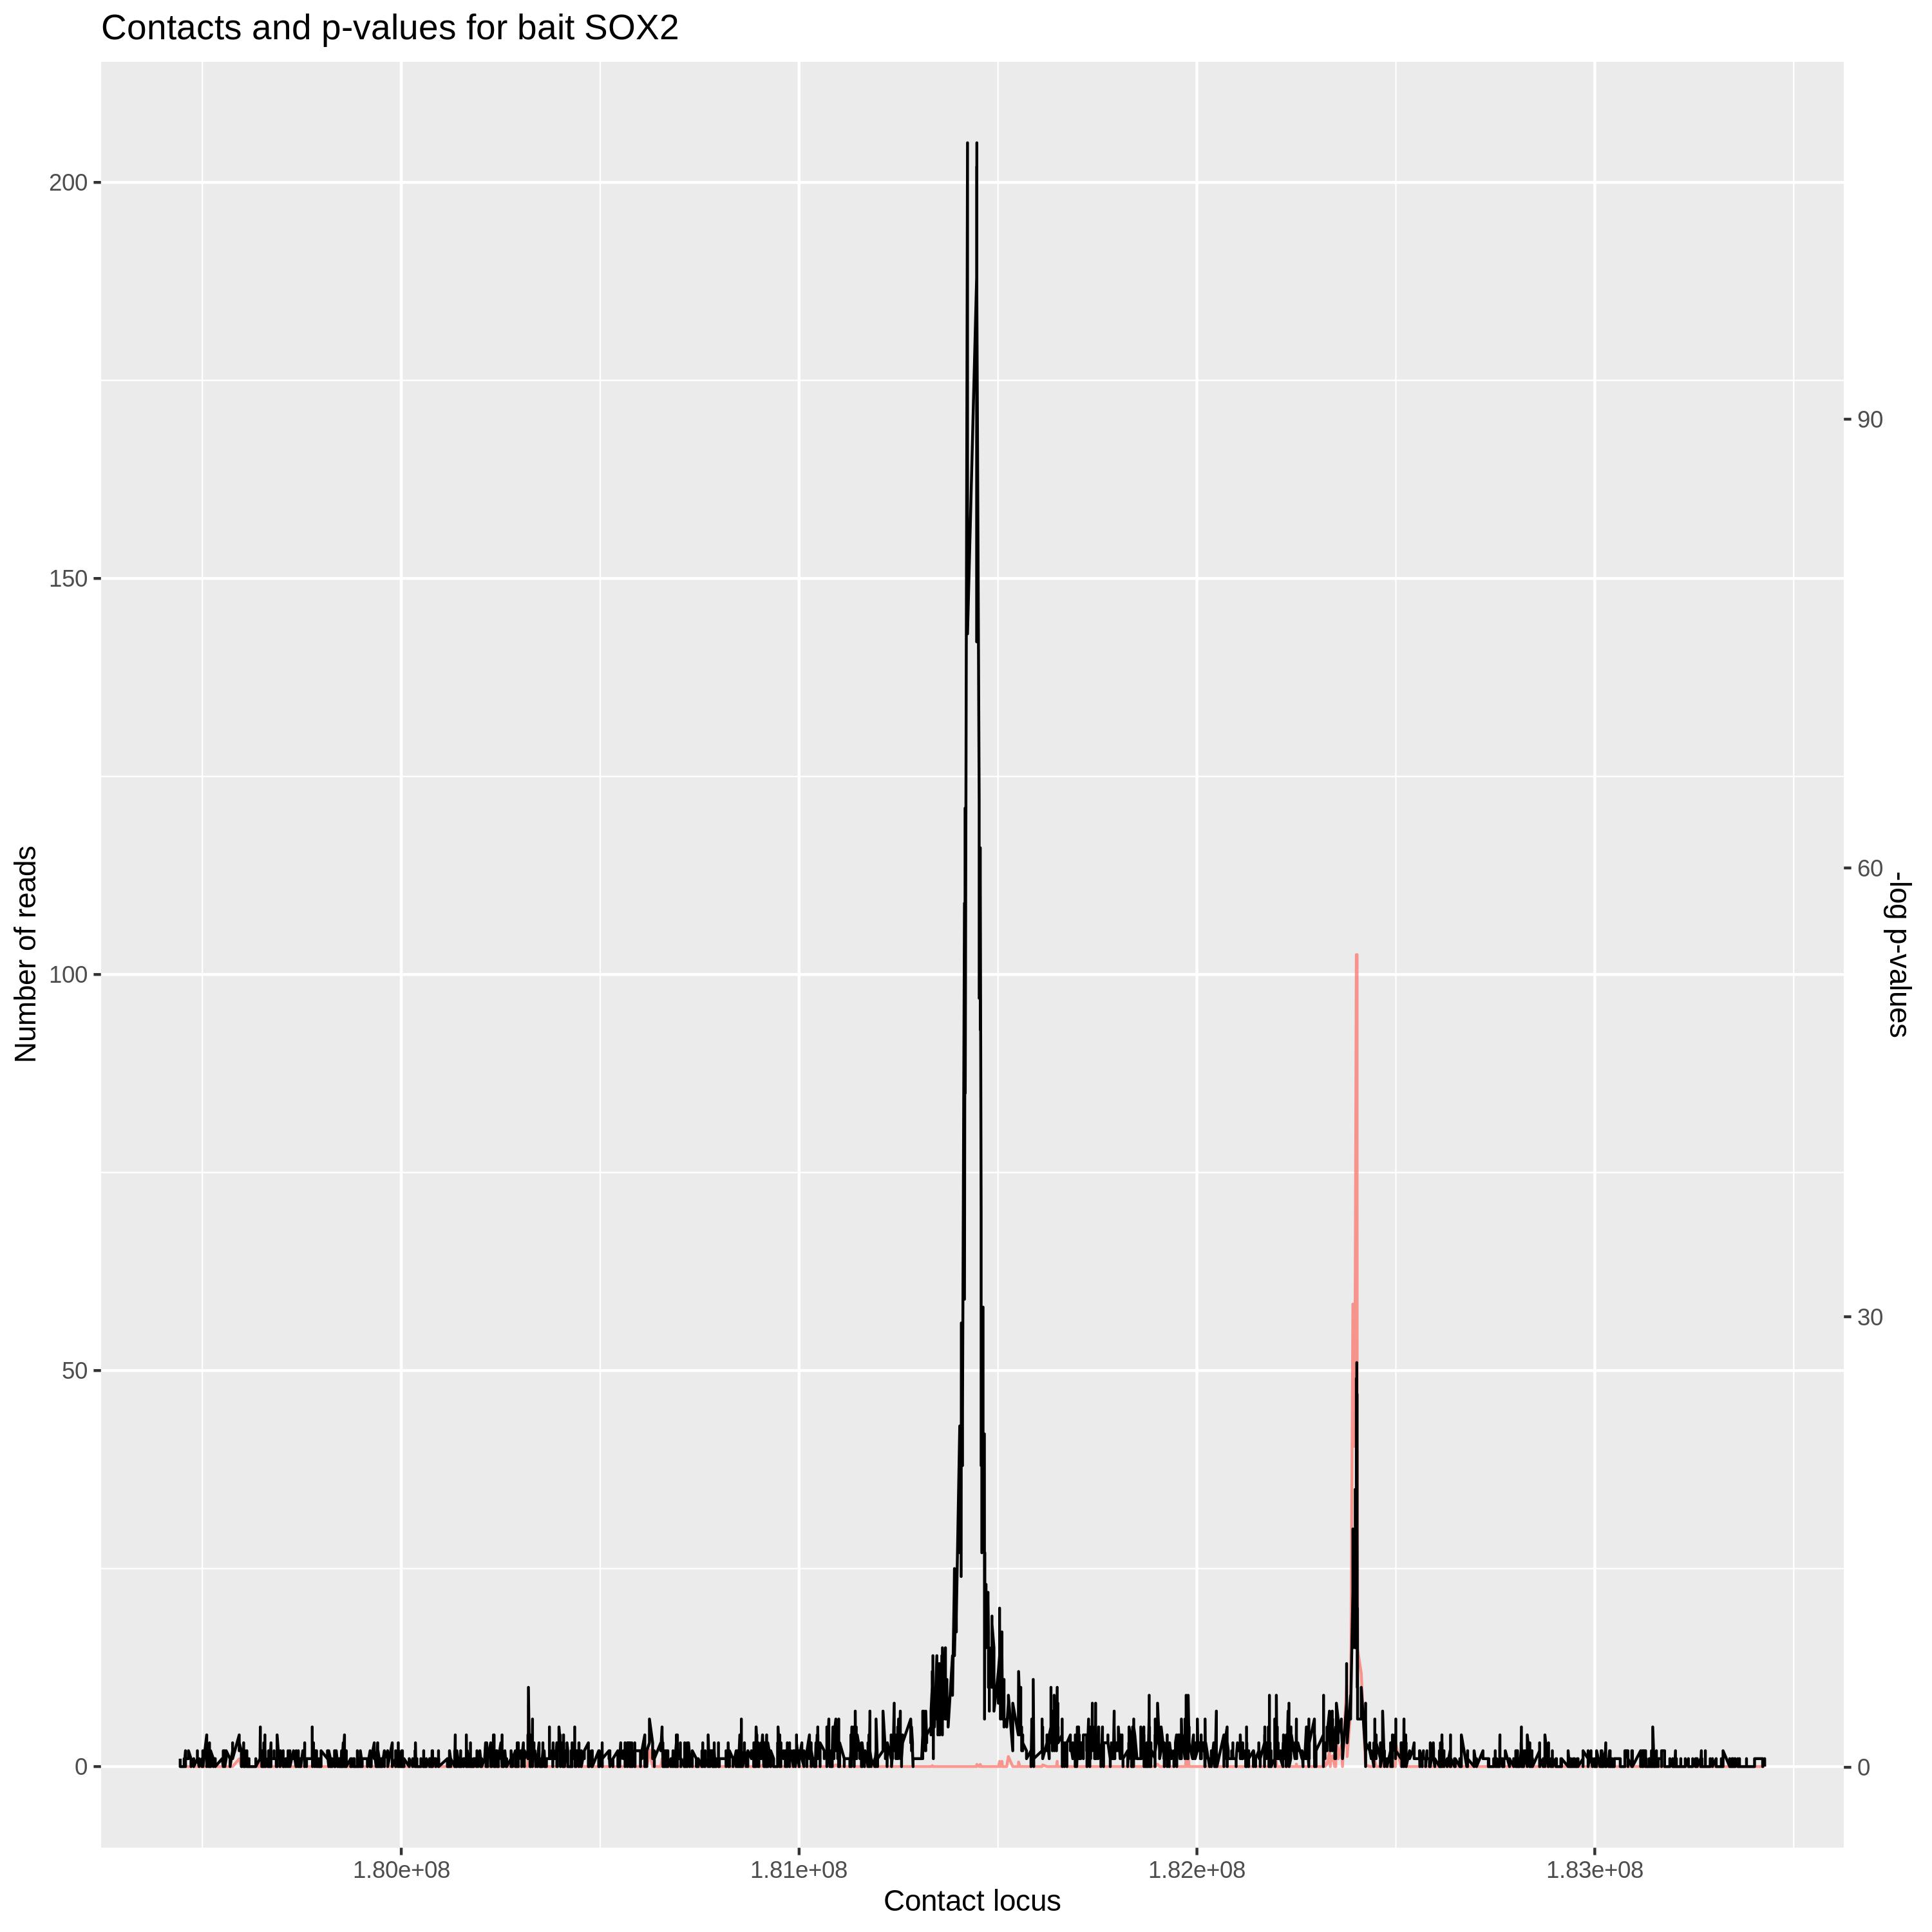 Contacts and p-values for bait SOX2
200
150
100
50
0
Number of reads
90
60
30
0
-log p-values
1.80e+08 1.81e+08 1.82e+08 1.83e+08
Contact locus